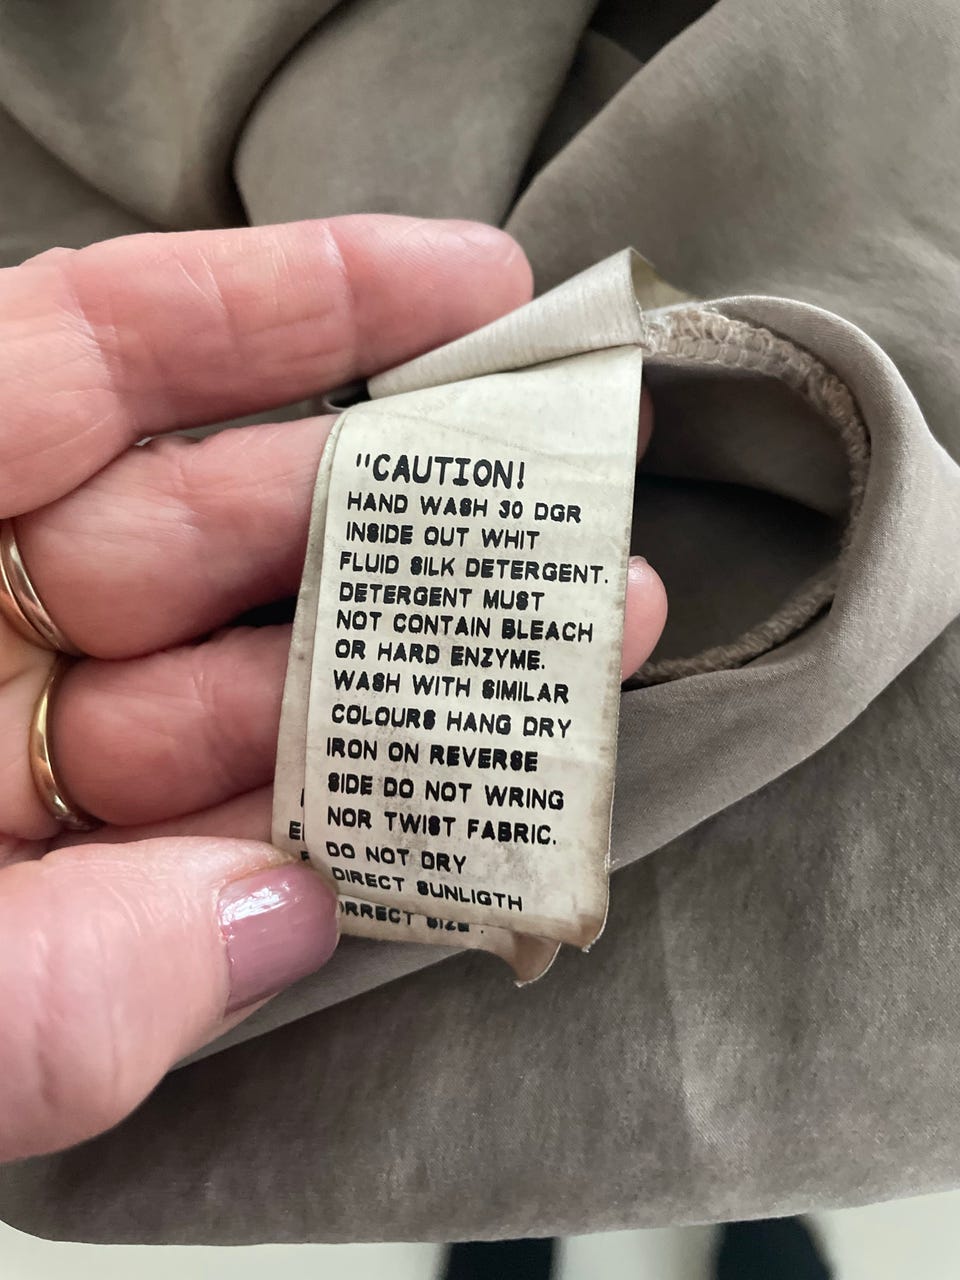 "CAUTION!
HAND WASH 30 DGR
INSIDE OUT WHIT
FLUID SILK DETERGENT.
DETERGENT MUST
NOT CONTAIN BLEACH
OR HARD ENZYME.
WASH WITH SIMILAR
COLOURS HANG DRY
IRON ON REVERSE
SIDE DO NOT WRING
NOR TWIST FABRIC.
DO NOT DRY
DIRECT SUNLIGTH
ORRECT SIZE.